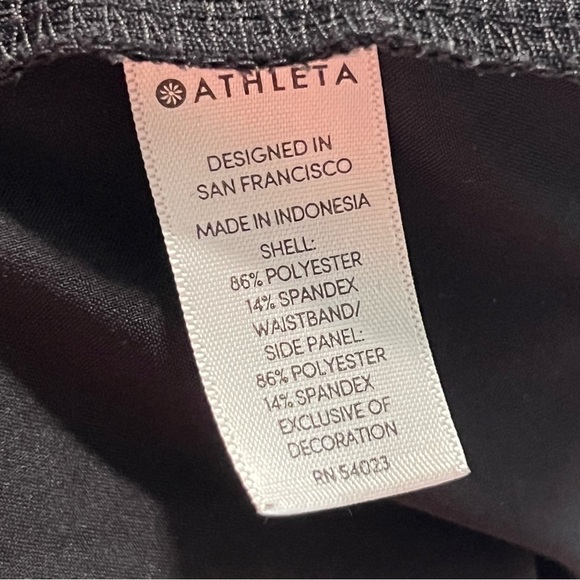 ATHLETA
DESIGNED IN
SAN FRANCISCO
MADE IN INDONESIA
SHELL:
86% POLYESTER
14% SPANDEX
WAISTBAND/
SIDE PANEL:
86% POLYESTER
14% SPANDEX
EXCLUSIVE OF
DECORATION
RN 54023